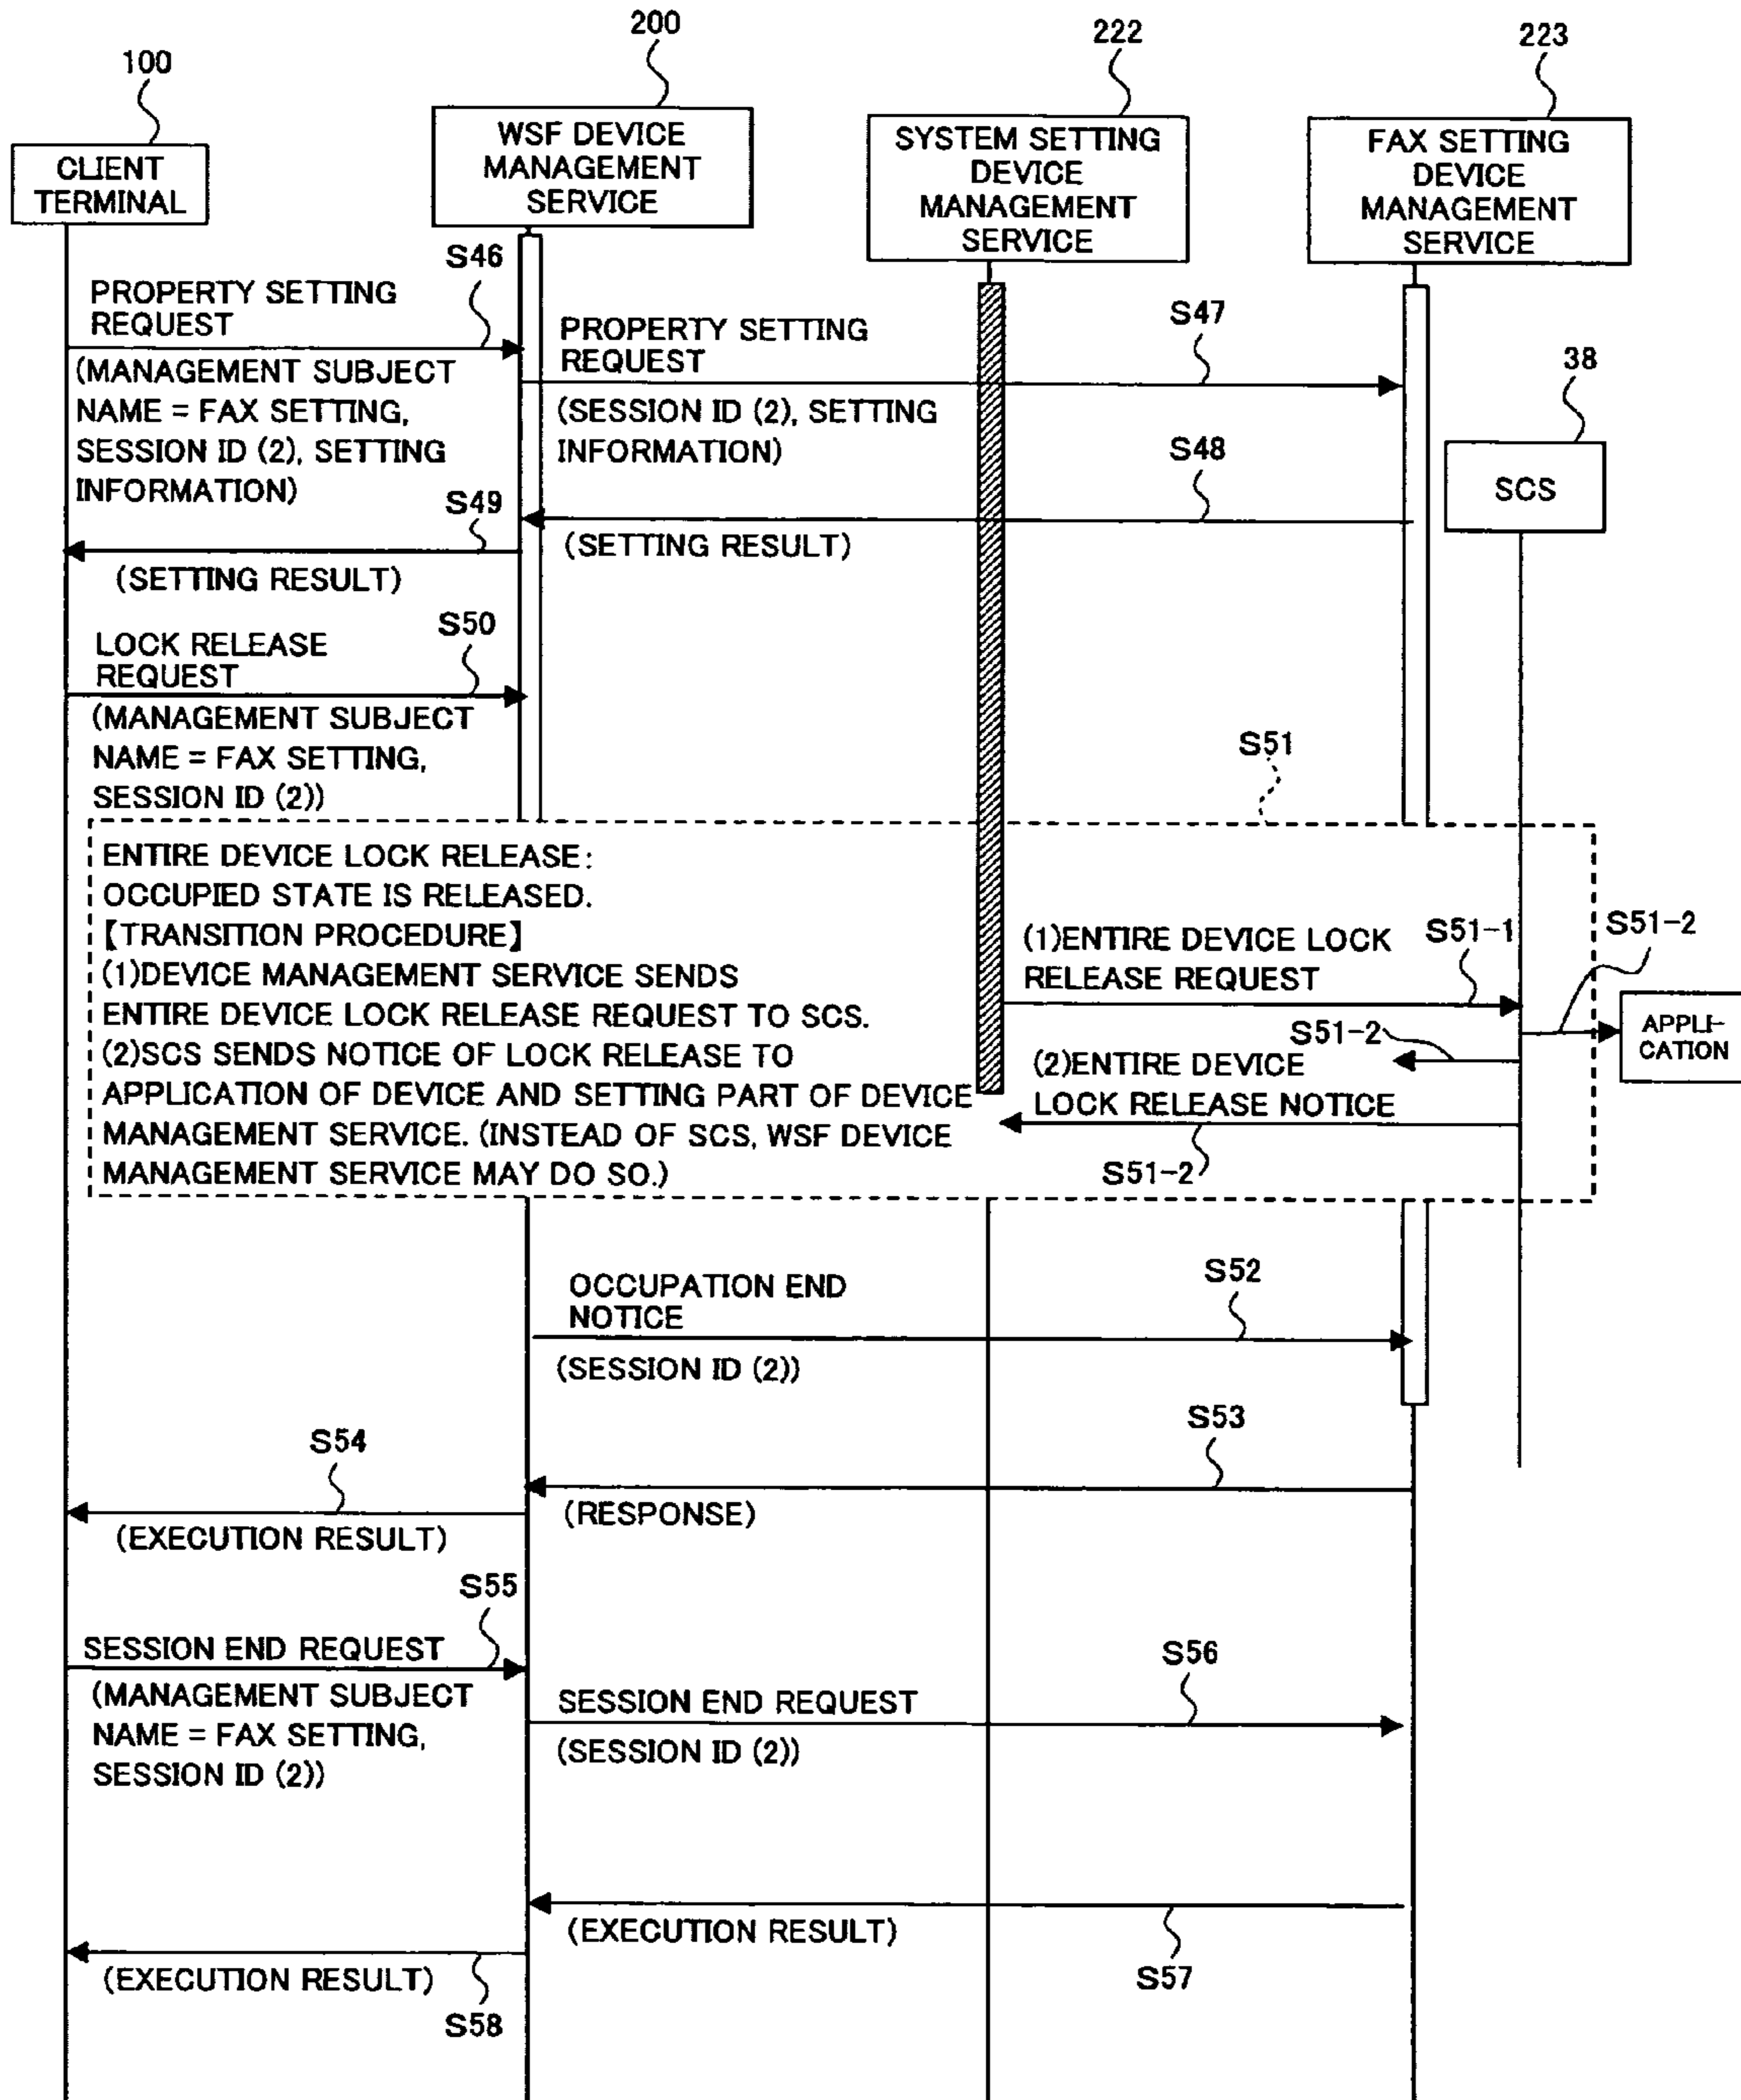 100
200
222
223
CLIENT
TERMINAL
WSF DEVICE
MANAGEMENT
SERVICE
SYSTEM SETTING
DEVICE
MANAGEMENT
SERVICE
FAX SETTING
DEVICE
MANAGEMENT
SERVICE
38
SCS
S46
PROPERTY SETTING
REQUEST
(MANAGEMENT SUBJECT
NAME = FAX SETTING,
SESSION ID (2), SETTING
INFORMATION)
S47
PROPERTY SETTING
REQUEST
(SESSION ID (2), SETTING
INFORMATION)
S48
(SETTING RESULT)
S49
(SETTING RESULT)
S50
LOCK RELEASE
REQUEST
(MANAGEMENT SUBJECT
NAME = FAX SETTING,
SESSION ID (2))
S51
ENTIRE DEVICE LOCK RELEASE:
OCCUPIED STATE IS RELEASED.
【TRANSITION PROCEDURE】
(1)DEVICE MANAGEMENT SERVICE SENDS
ENTIRE DEVICE LOCK RELEASE REQUEST TO SCS.
(2)SCS SENDS NOTICE OF LOCK RELEASE TO
APPLICATION OF DEVICE AND SETTING PART OF DEVICE
MANAGEMENT SERVICE. (INSTEAD OF SCS, WSF DEVICE
MANAGEMENT SERVICE MAY DO SO.)
(1)ENTIRE DEVICE LOCK
RELEASE REQUEST
S51-1
S51-2
APPLI-
CATION
S51-2
(2)ENTIRE DEVICE
LOCK RELEASE NOTICE
S51-2
OCCUPATION END
NOTICE
S52
(SESSION ID (2))
S53
(RESPONSE)
S54
(EXECUTION RESULT)
S55
SESSION END REQUEST
(MANAGEMENT SUBJECT
NAME = FAX SETTING,
SESSION ID (2))
S56
SESSION END REQUEST
(SESSION ID (2))
(EXECUTION RESULT)
S57
(EXECUTION RESULT)
S58